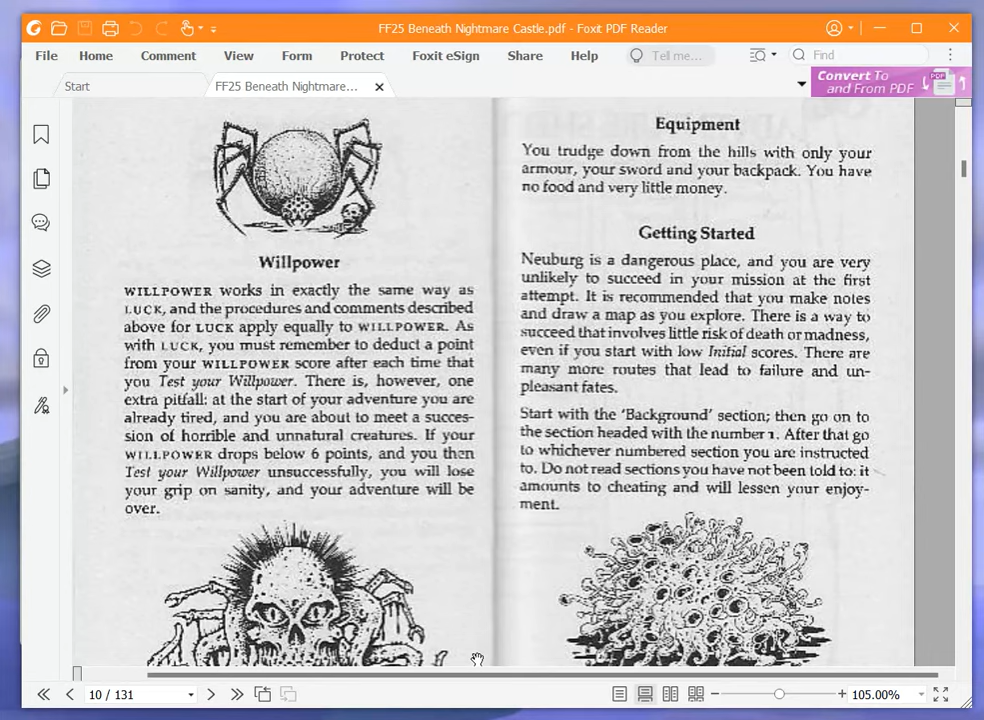 FF25 Beneath Nightmare Castle.pdf - Foxit PDF Reader
File Home Comment View Form Protect Foxit eSign Share Help Tell me... Find
Start
FF25 Beneath Nightmare...
Convert To
and From PDF
PDF
Willpower
WILLPOWER works in exactly the same way as
LUCK, and the procedures and comments described
above for LUCK apply equally to WILLPOWER. As
with LUCK, you must remember to deduct a point
from your WILLPOWER score after each time that
you Test your Willpower. There is, however, one
extra pitfall: at the start of your adventure you are
already tired, and you are about to meet a succes-
sion of horrible and unnatural creatures. If your
WILLPOWER drops below 6 points, and you then
Test your Willpower unsuccessfully, you will lose
your grip on sanity, and your adventure will be
over.
Equipment
You trudge down from the hills with only your
armour, your sword and your backpack. You have
no food and very little money.
Getting Started
Neuburg is a dangerous place, and you are very
unlikely to succeed in your mission at the first
attempt. It is recommended that you make notes
and draw a map as you explore. There is a way to
succeed that involves little risk of death or madness,
even if you start with low Initial scores. There are
many more routes that lead to failure and un-
pleasant fates.
Start with the 'Background' section; then go on to
the section headed with the number 1. After that go
to whichever numbered section you are instructed
to. Do not read sections you have not been told to: it
amounts to cheating and will lessen your enjoy-
ment.
10 / 131
105.00%